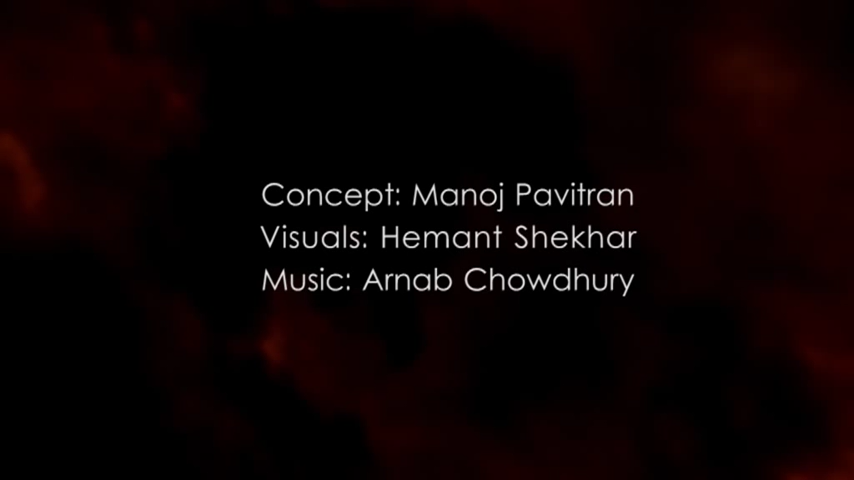 Concept: Manoj Pavitran
Visuals: Hemant Shekhar
Music: Arnab Chowdhury